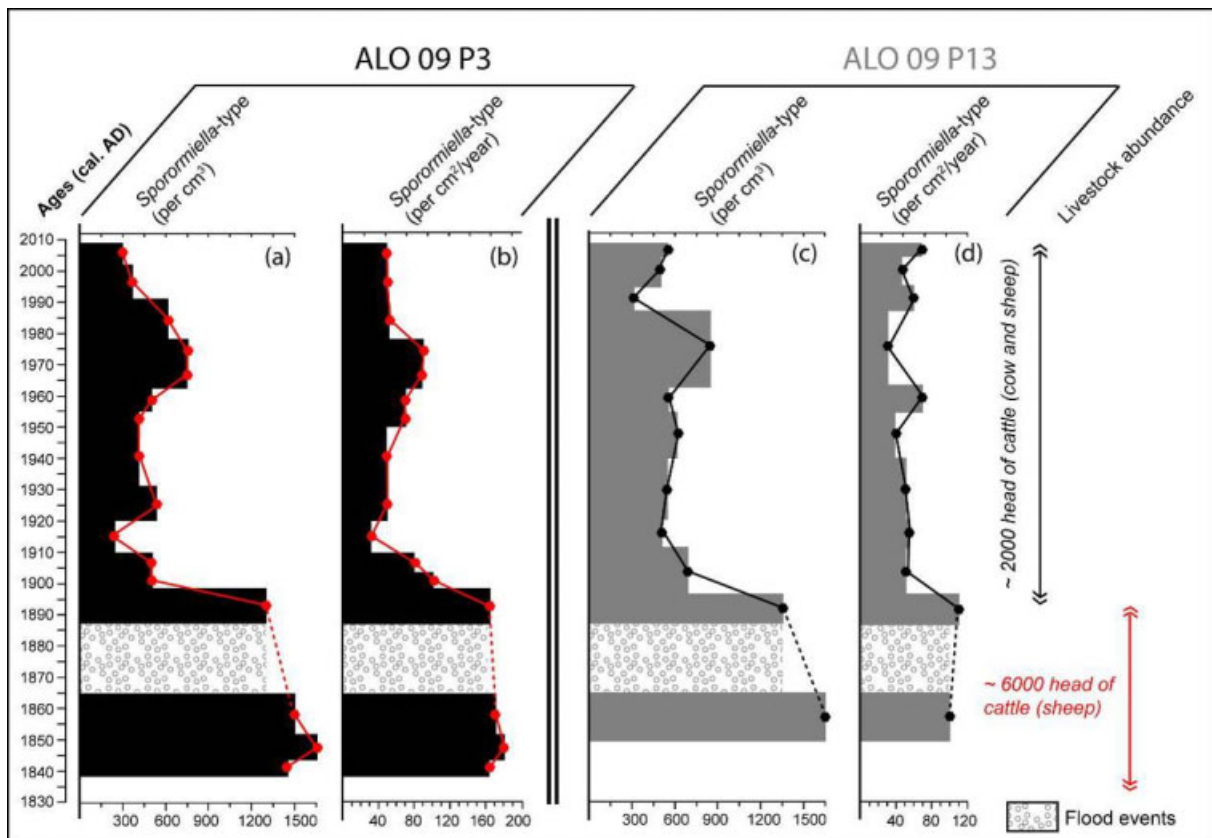 ALO 09 P3
ALO 09 P13
Ages (cal. AD)
Sporormiella-type
(per cm³)
Sporormiella-type
(per cm²/year)
Sporormiella-type
(per cm³)
Sporormiella-type
(per cm²/year)
Livestock abundance
(a)
(b)
(c)
(d)
2010
2000
1990
1980
1970
1960
1950
1940
1930
1920
1910
1900
1890
1880
1870
1860
1850
1840
1830
~ 2000 head of cattle (cow and sheep)
~ 6000 head of
cattle (sheep)
300 600 900 1200 1500
40 80 120 160 200
300 600 900 1200 1500
40 80 120
Flood events